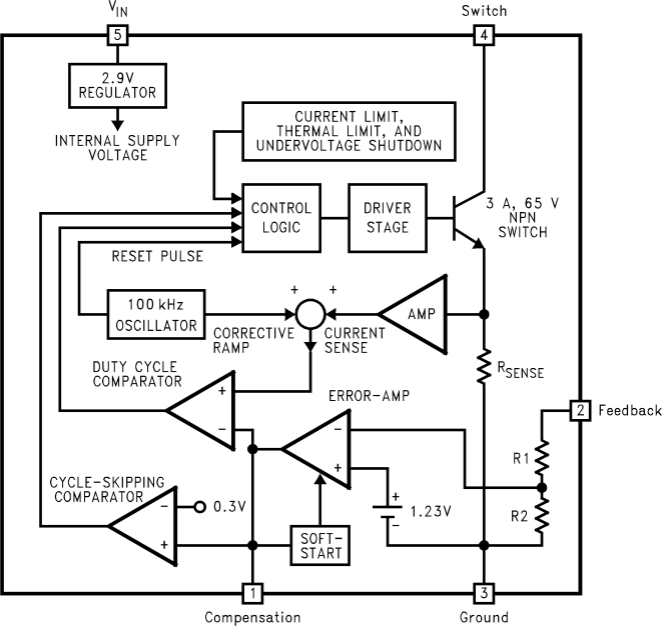 VIN
Switch
5
4
2.9V
REGULATOR
INTERNAL SUPPLY
VOLTAGE
CURRENT LIMIT,
THERMAL LIMIT, AND
UNDERVOLTAGE SHUTDOWN
CONTROL
LOGIC
DRIVER
STAGE
3 A, 65 V
NPN
SWITCH
RESET PULSE
100 kHz
OSCILLATOR
+
+
AMP
CORRECTIVE
RAMP
CURRENT
SENSE
RSENSE
DUTY CYCLE
COMPARATOR
+
−
ERROR-AMP
−
+
2
Feedback
R1
R2
CYCLE-SKIPPING
COMPARATOR
−
+
0.3V
SOFT-
START
+
−
1.23V
1
3
Compensation
Ground